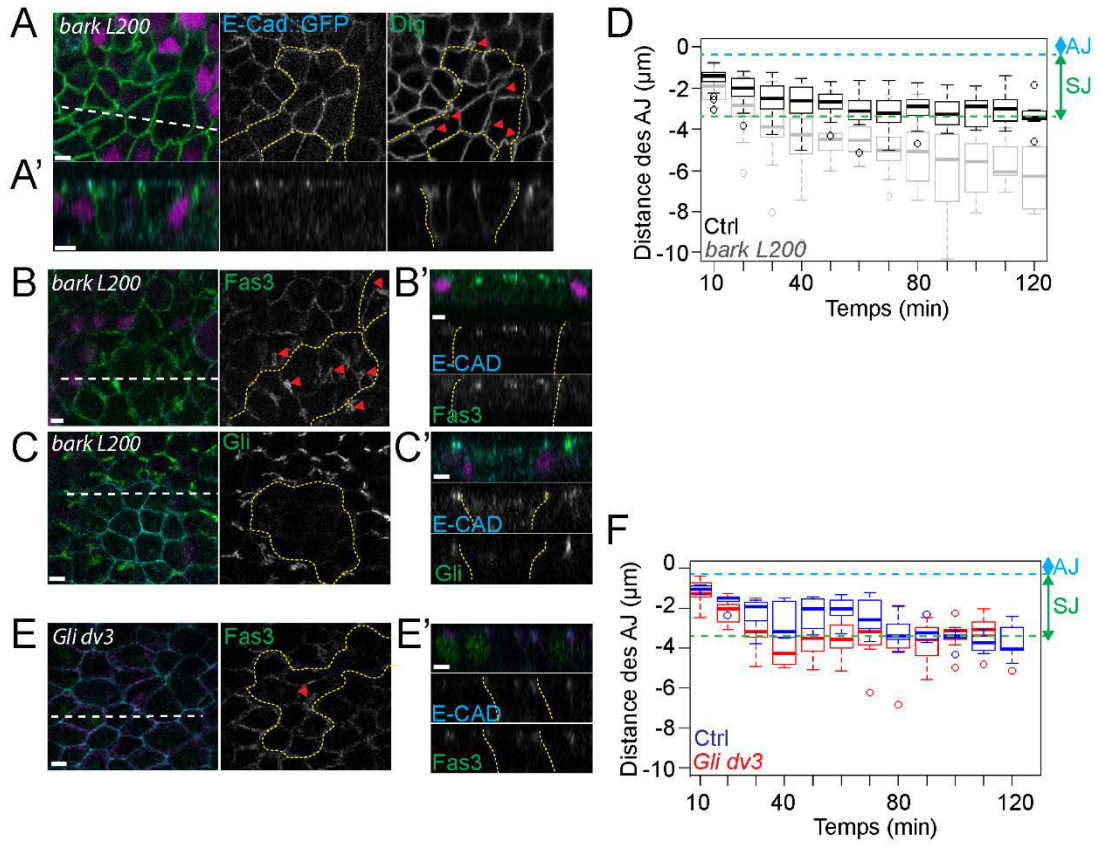 A
bark L200
E-Cad::GFP
Dlg
A'
B
bark L200
Fas3
B'
E-CAD
Fas3
C
bark L200
Gli
C'
E-CAD
Gli
E
Gli dv3
Fas3
E'
E-CAD
Fas3
D
Distance des AJ (µm)
0
-2
-4
-6
-8
-10
AJ
SJ
Ctrl
bark L200
10
40
80
120
Temps (min)
F
Distance des AJ (µm)
0
-2
-4
-6
-8
-10
AJ
SJ
Ctrl
Gli dv3
10
40
80
120
Temps (min)